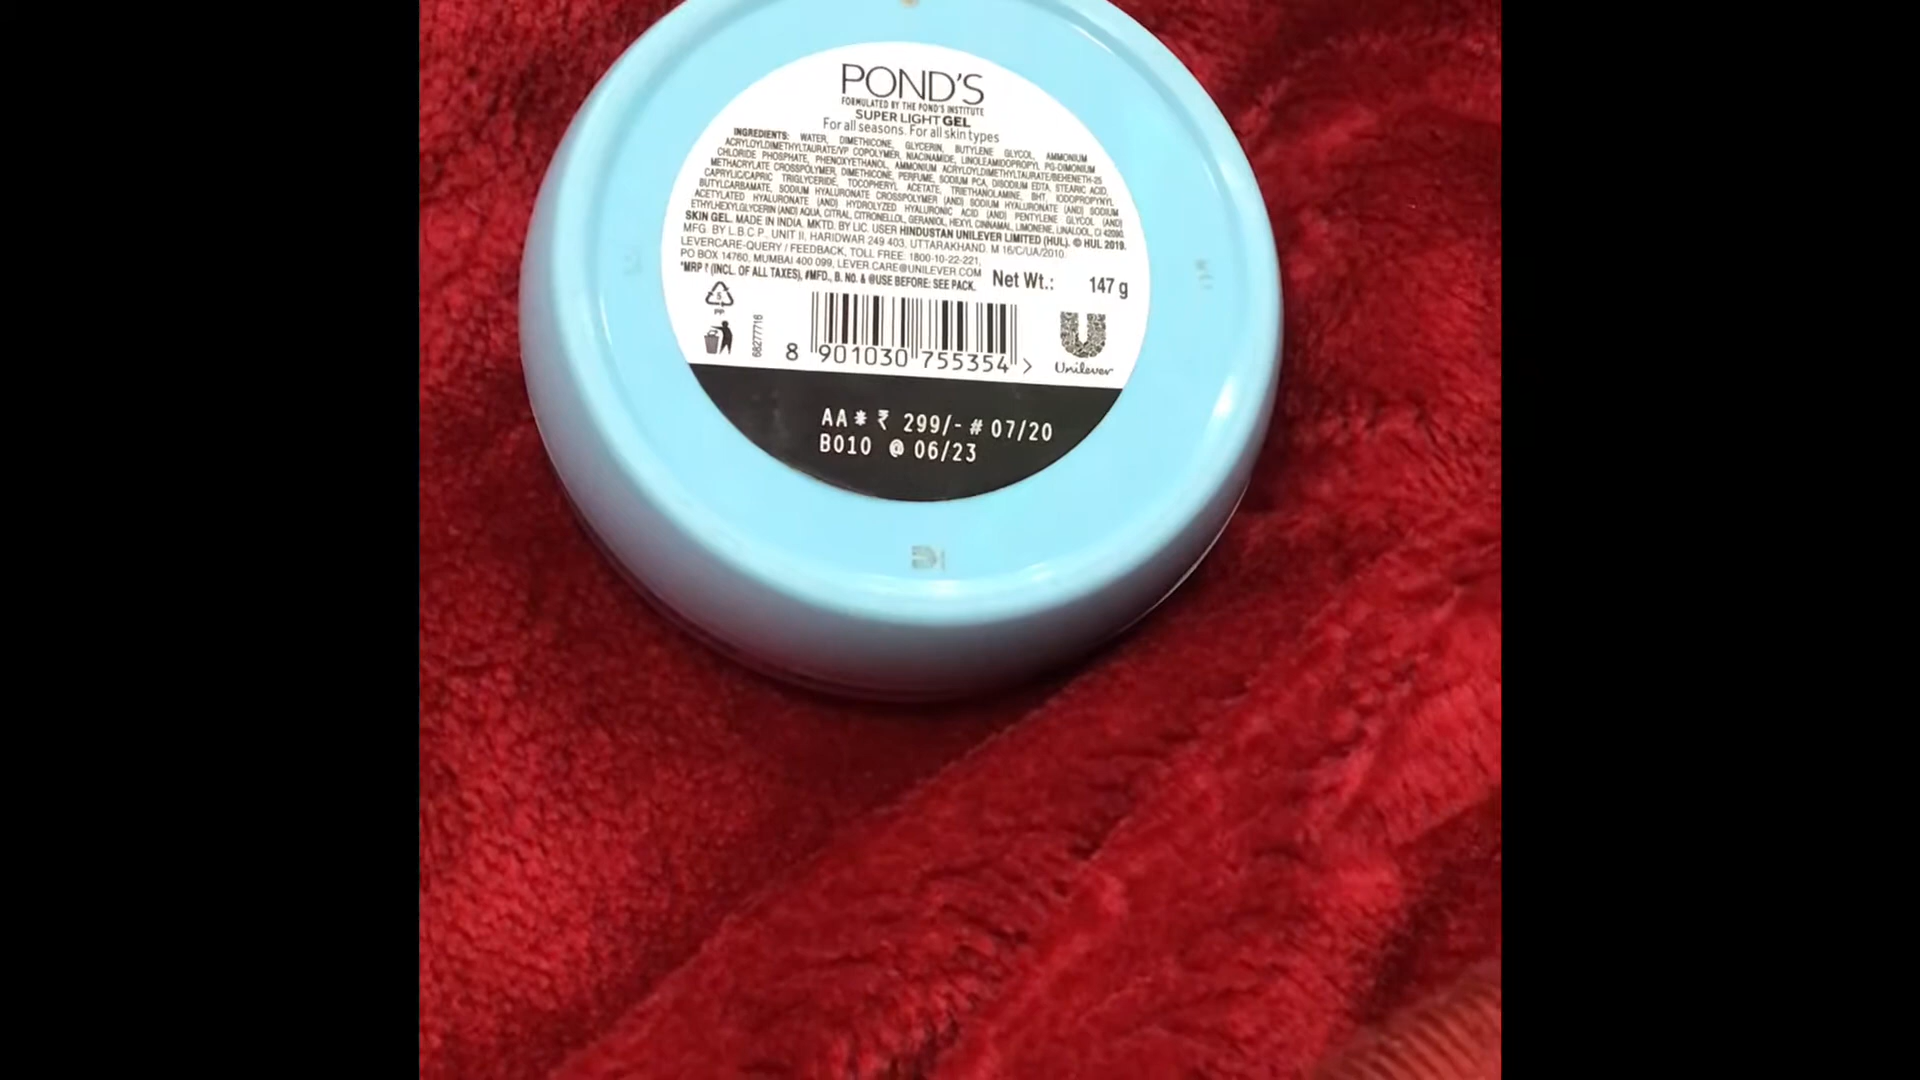 POND'S
FORMULATED BY THE POND'S INSTITUTE
SUPER LIGHT GEL
For all seasons. For all skin types
INGREDIENTS: WATER, DIMETHICONE, GLYCERIN, BUTYLENE GLYCOL, AMMONIUM
ACRYLOYLDIMETHYLTAURATE/VP COPOLYMER, NIACINAMIDE, LINOLEAMIDOPROPYL PG-DIMONIUM
CHLORIDE PHOSPHATE, PHENOXYETHANOL, AMMONIUM ACRYLOYLDIMETHYLTAURATE/BEHENETH-25
METHACRYLATE CROSSPOLYMER, DIMETHICONE, PERFUME, SODIUM PCA, DISODIUM EDTA, STEARIC ACID,
CAPRYLIC/CAPRIC TRIGLYCERIDE, TOCOPHERYL ACETATE, TRIETHANOLAMINE, BHT, IODOPROPYNYL
BUTYLCARBAMATE, SODIUM HYALURONATE CROSSPOLYMER (AND) SODIUM HYALURONATE (AND) SODIUM
ACETYLATED HYALURONATE (AND) HYDROLYZED HYALURONIC ACID (AND) PENTYLENE GLYCOL (AND)
ETHYLHEXYLGLYCERIN (AND) AQUA, CITRAL, CITRONELLOL, GERANIOL, HEXYL CINNAMAL, LIMONENE, LINALOOL, CI 42090.
SKIN GEL. MADE IN INDIA. MKTD. BY LIC. USER HINDUSTAN UNILEVER LIMITED (HUL). © HUL 2019.
MFG. BY L.B.C.P., UNIT II, HARIDWAR 249 403, UTTARAKHAND. M 16/C/UA/2010.
LEVERCARE-QUERY / FEEDBACK, TOLL FREE: 1800-10-22-221,
PO BOX 14760, MUMBAI 400 099, LEVER.CARE@UNILEVER.COM
*MRP ₹ (INCL. OF ALL TAXES), #MFD., B. NO. & @USE BEFORE: SEE PACK.
Net Wt.: 147 g
5
PP
68277716
8 901030 755354 >
Unilever
AA * ₹ 299/- # 07/20
B010 @ 06/23